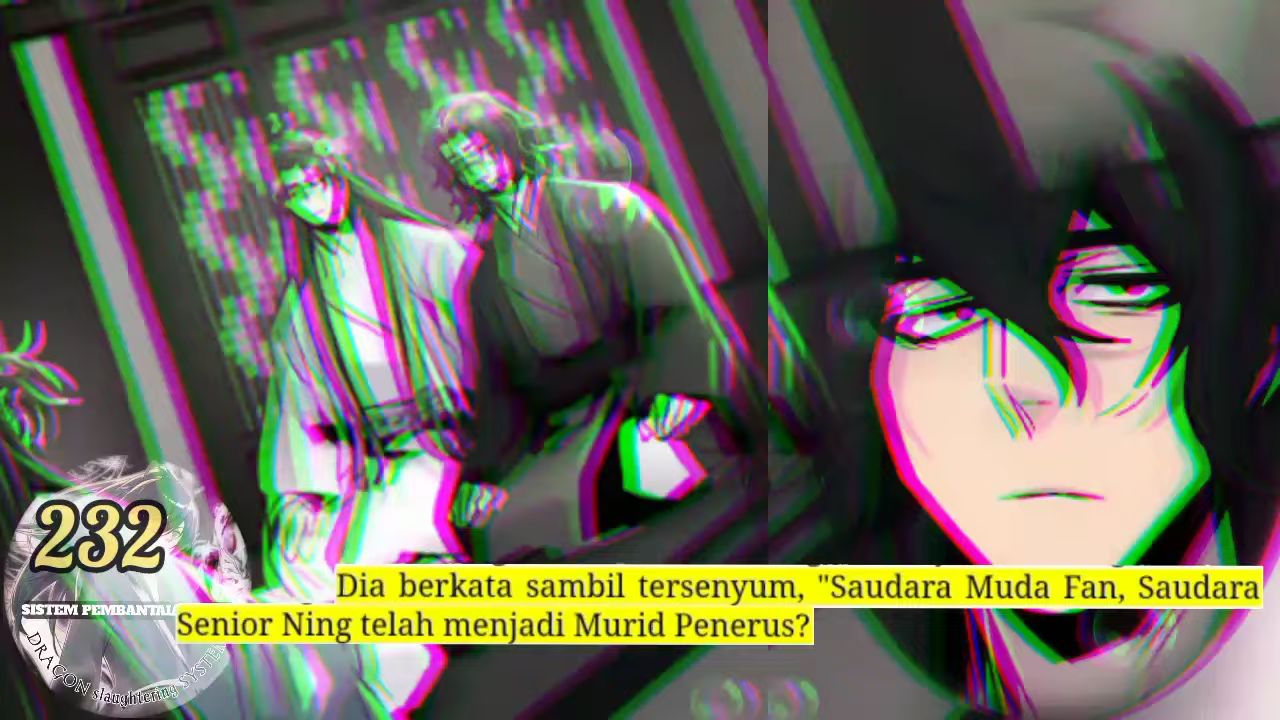 232
SISTEM PEMBANTAI
DRAGON slaughtering SYSTEM
Dia berkata sambil tersenyum, "Saudara Muda Fan, Saudara
Senior Ning telah menjadi Murid Penerus?